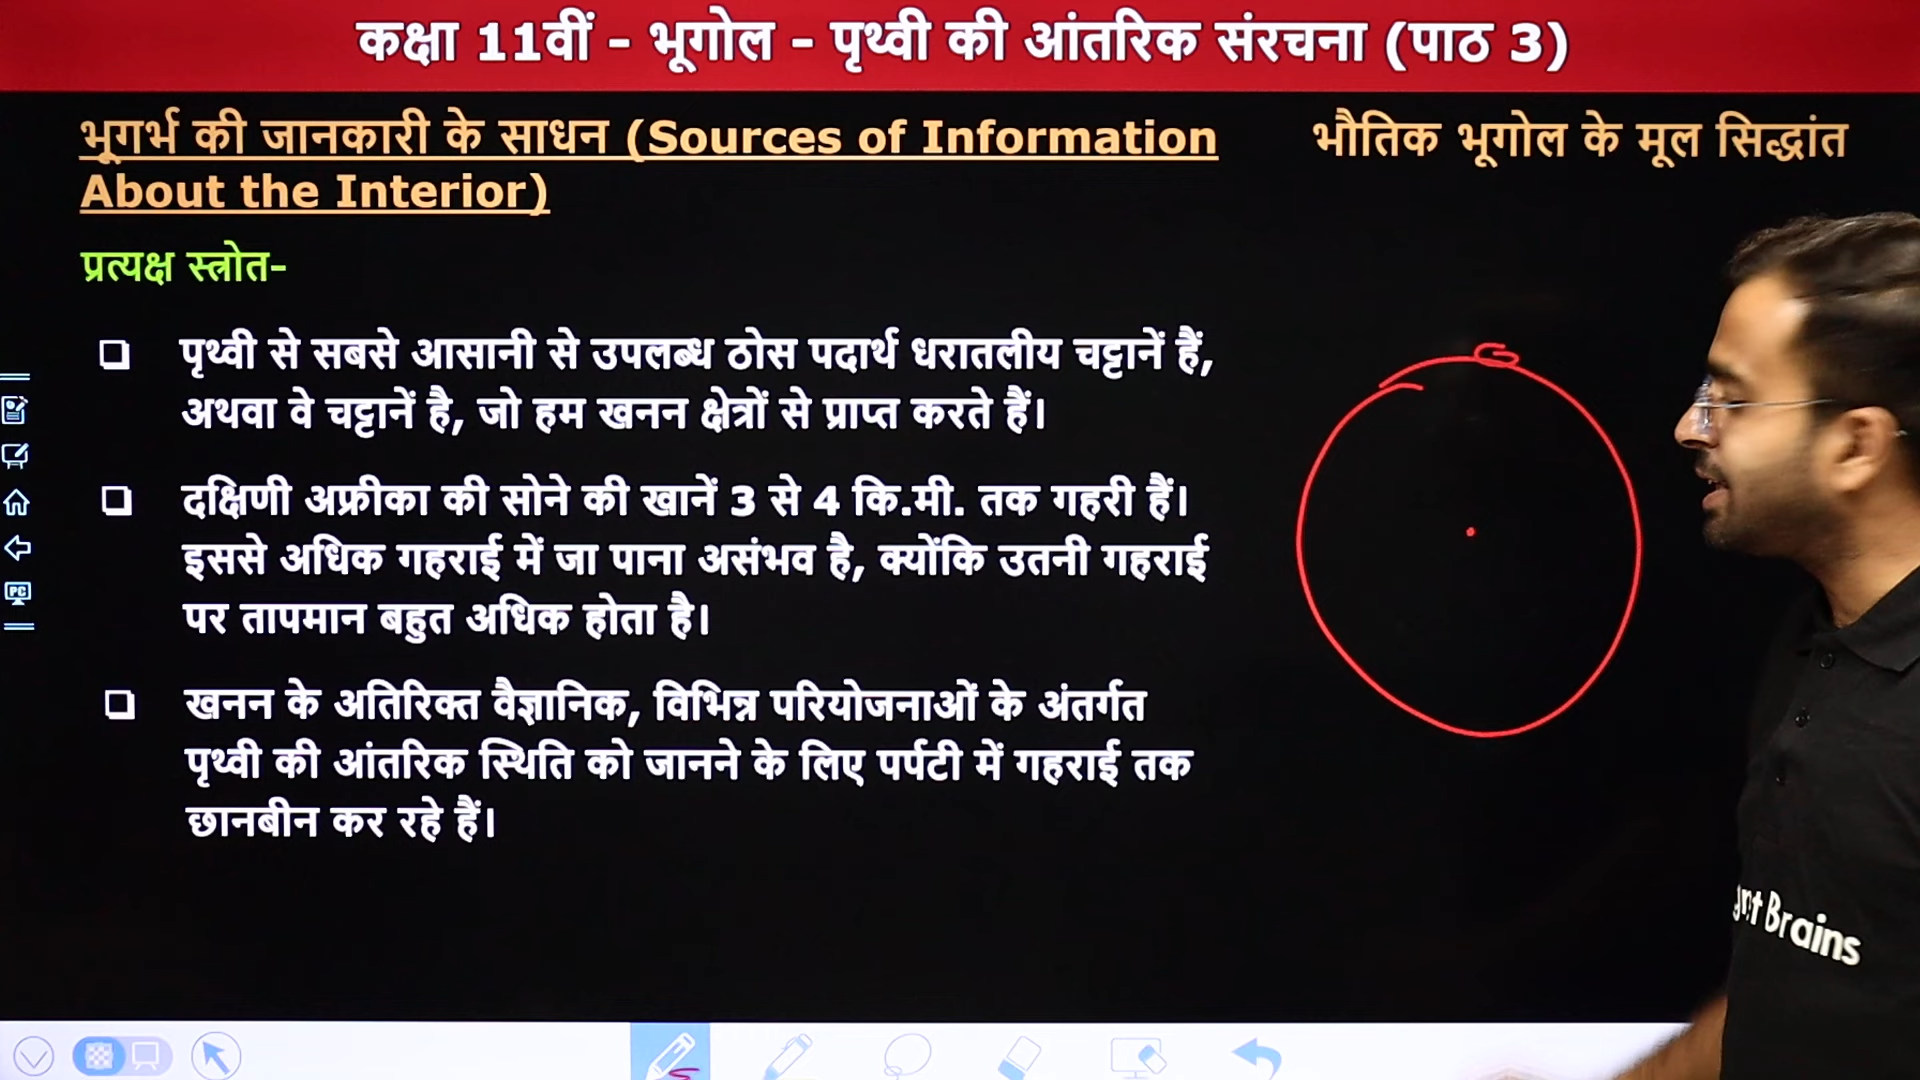 कक्षा 11वीं - भूगोल - पृथ्वी की आंतरिक संरचना (पाठ 3)
भूगर्भ की जानकारी के साधन (Sources of Information
About the Interior)
भौतिक भूगोल के मूल सिद्धांत
प्रत्यक्ष स्त्रोत-
❑ पृथ्वी से सबसे आसानी से उपलब्ध ठोस पदार्थ धरातलीय चट्टानें हैं,
अथवा वे चट्टानें है, जो हम खनन क्षेत्रों से प्राप्त करते हैं।
❑ दक्षिणी अफ्रीका की सोने की खानें 3 से 4 कि.मी. तक गहरी हैं।
इससे अधिक गहराई में जा पाना असंभव है, क्योंकि उतनी गहराई
पर तापमान बहुत अधिक होता है।
❑ खनन के अतिरिक्त वैज्ञानिक, विभिन्न परियोजनाओं के अंतर्गत
पृथ्वी की आंतरिक स्थिति को जानने के लिए पर्पटी में गहराई तक
छानबीन कर रहे हैं।
PC
Brains